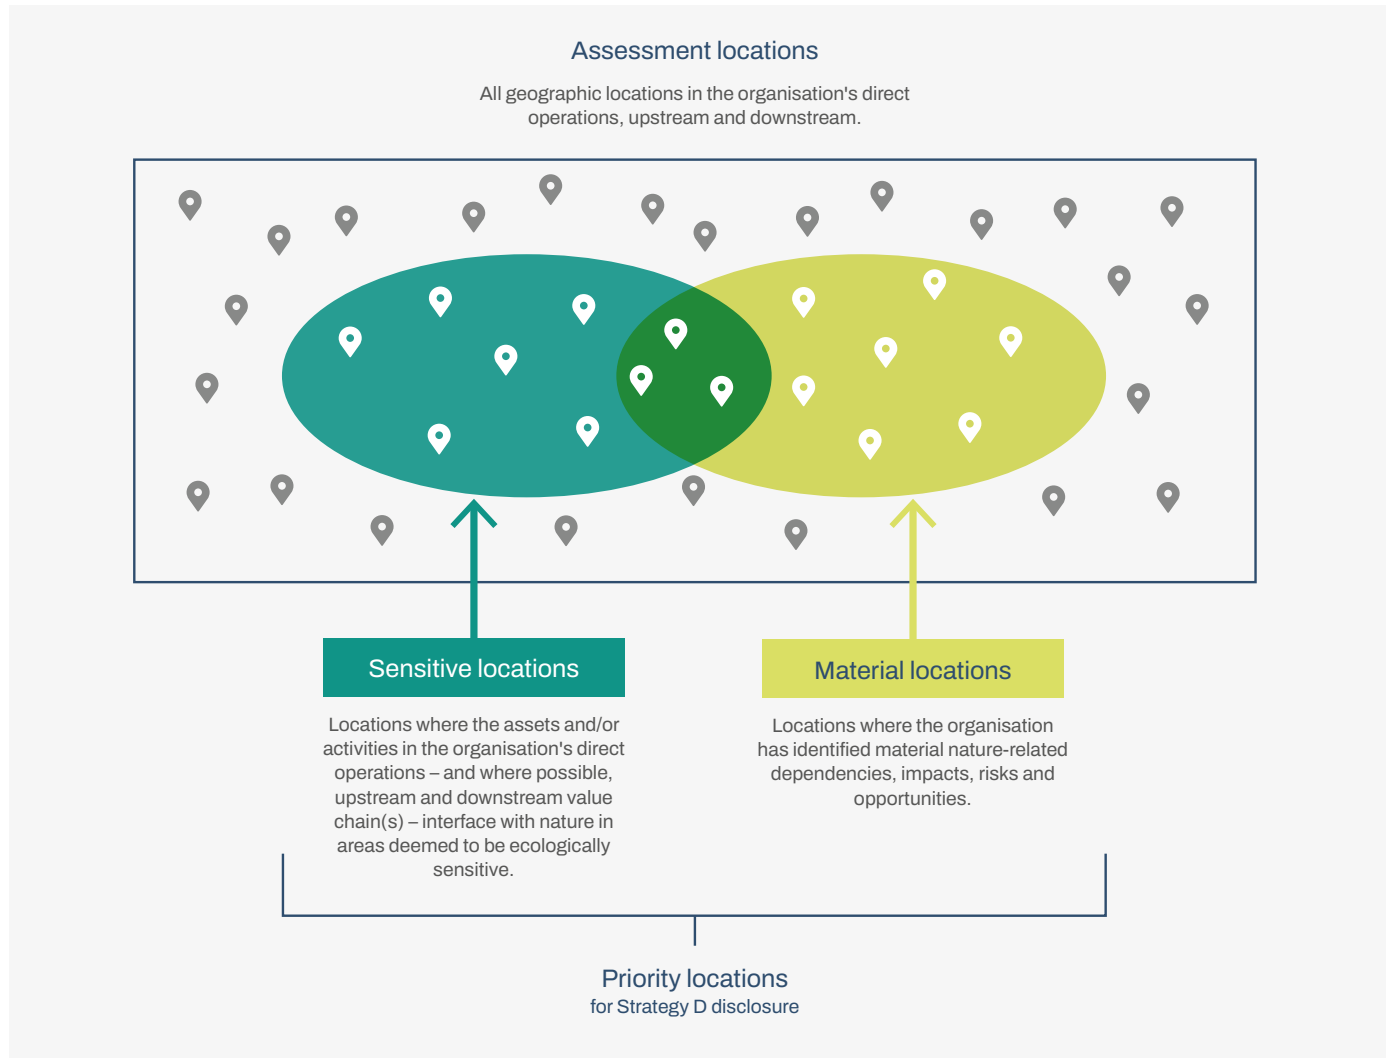 Assessment locations
All geographic locations in the organisation's direct
operations, upstream and downstream.
Sensitive locations
Locations where the assets and/or
activities in the organisation's direct
operations – and where possible,
upstream and downstream value
chain(s) – interface with nature in
areas deemed to be ecologically
sensitive.
Material locations
Locations where the organisation
has identified material nature-related
dependencies, impacts, risks and
opportunities.
Priority locations
for Strategy D disclosure